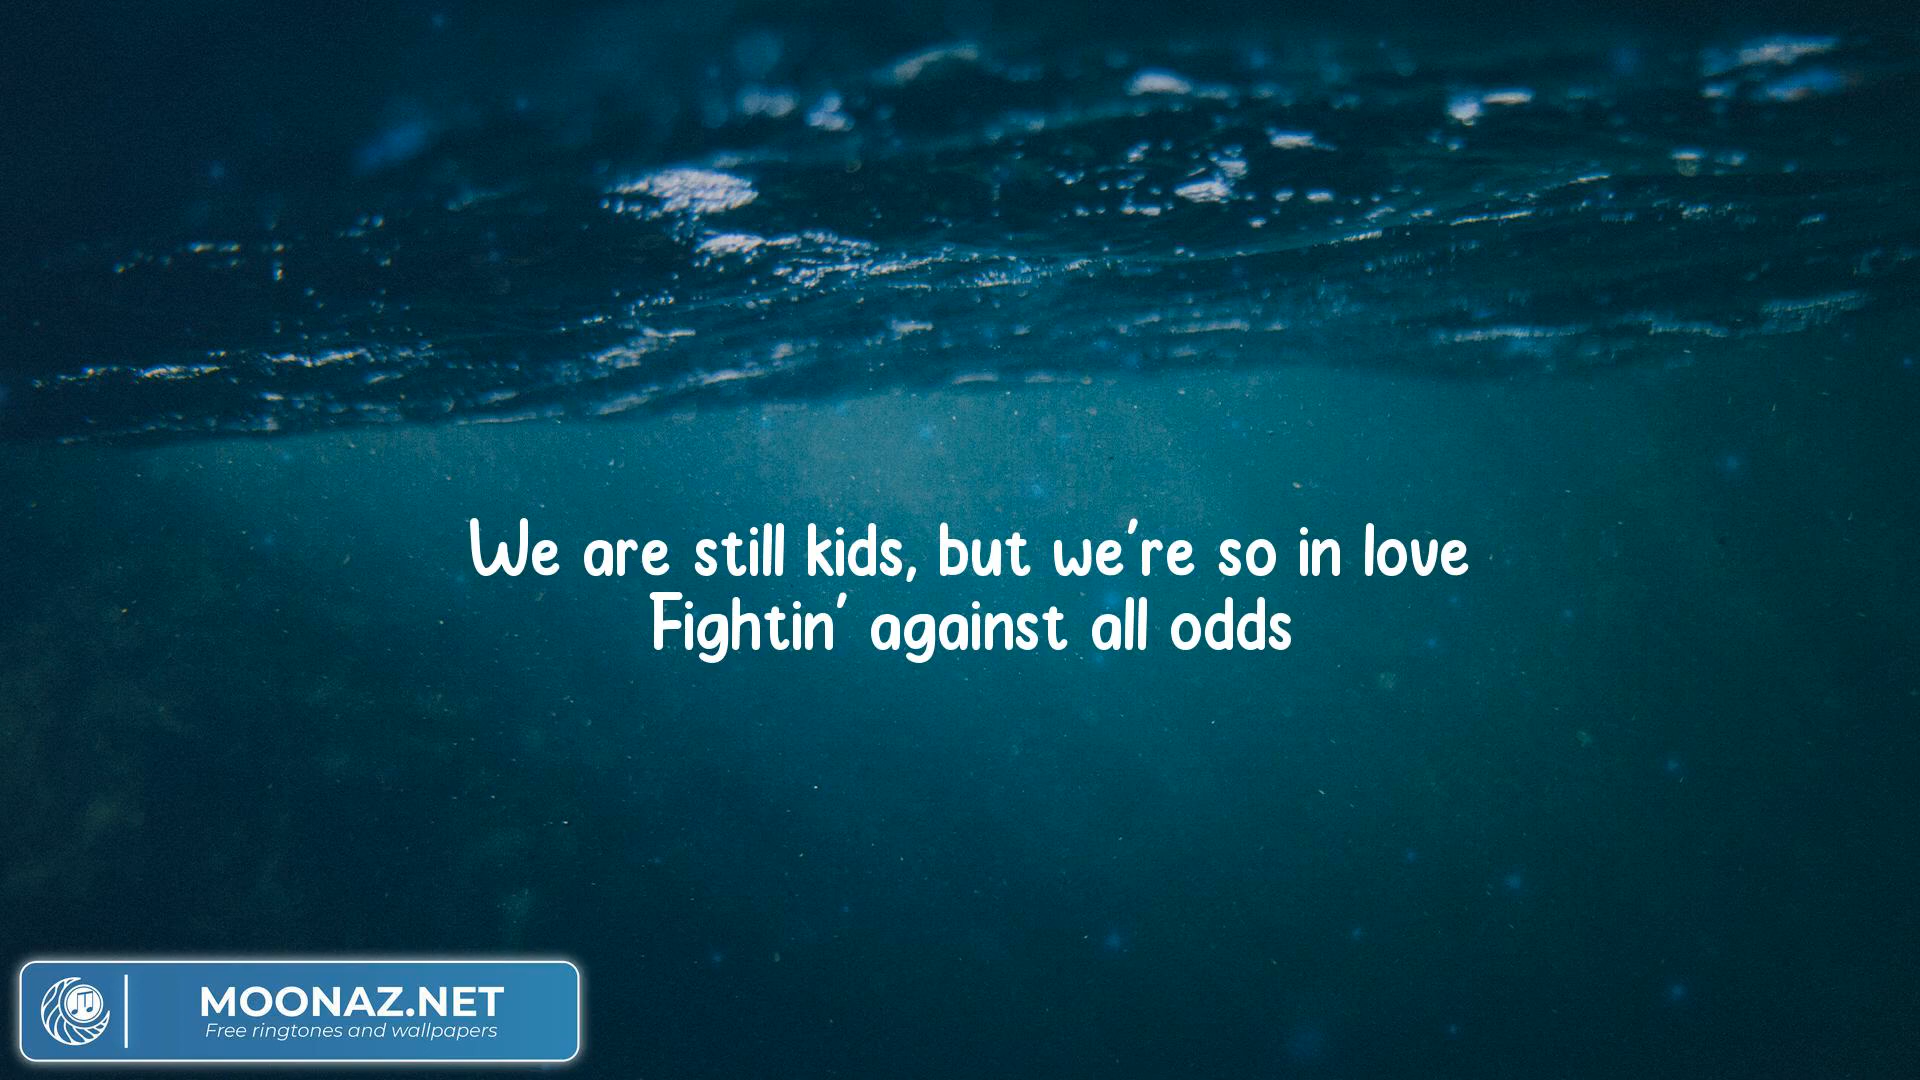 We are still kids, but we're so in love
Fightin' against all odds
MOONAZ.NET
Free ringtones and wallpapers